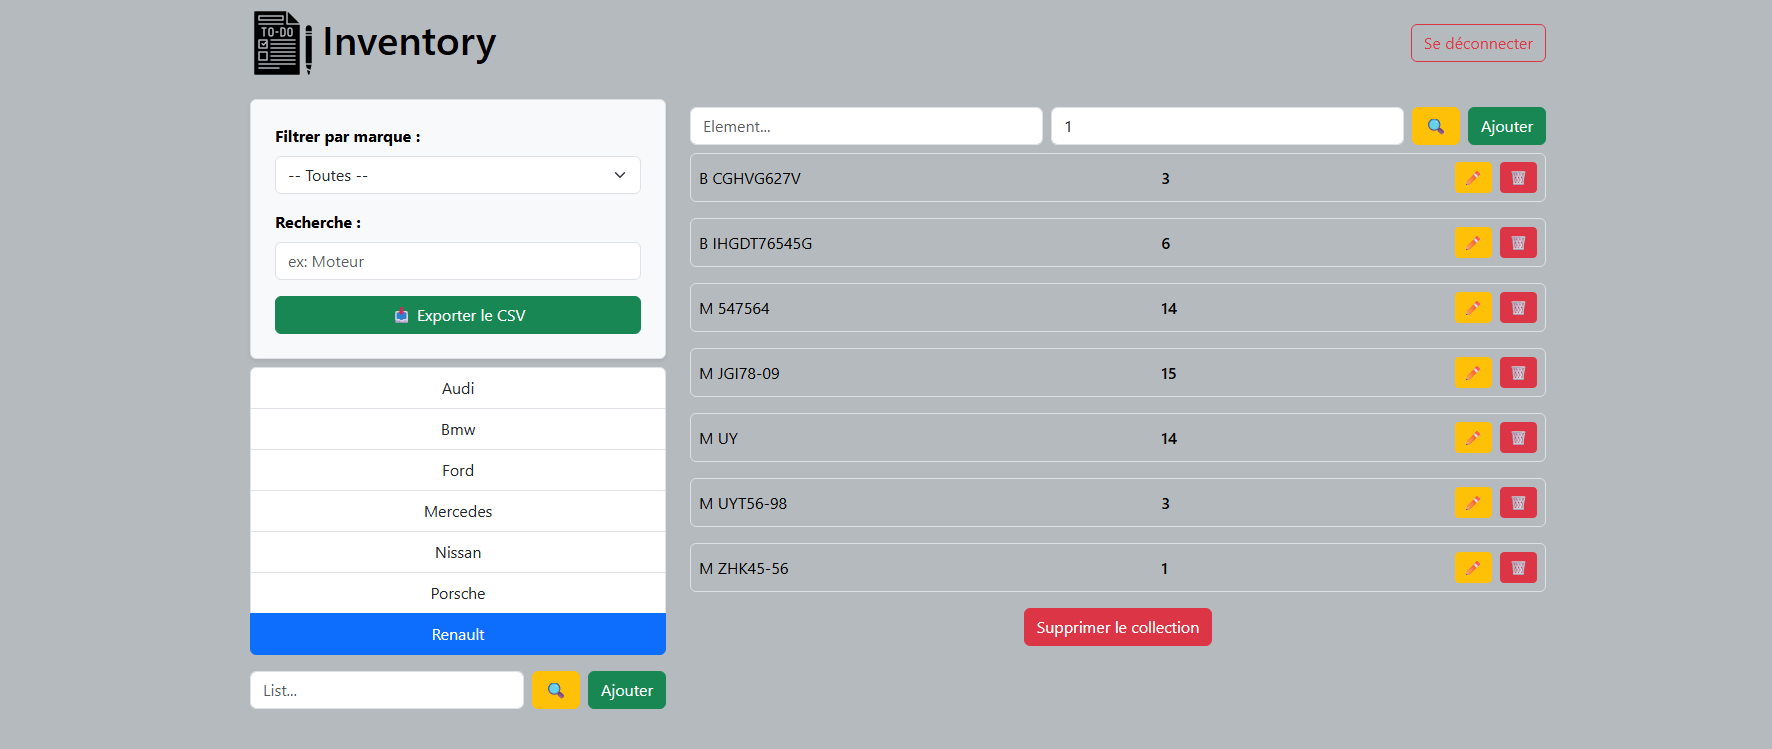 TO-DO
Inventory
Se déconnecter
Filtrer par marque :
-- Toutes --
Recherche :
ex: Moteur
Exporter le CSV
Audi
Bmw
Ford
Mercedes
Nissan
Porsche
Renault
List...
Ajouter
Element...
1
Ajouter
B CGHVG627V 3
B IHGDT76545G 6
M 547564 14
M JGI78-09 15
M UY 14
M UYT56-98 3
M ZHK45-56 1
Supprimer le collection